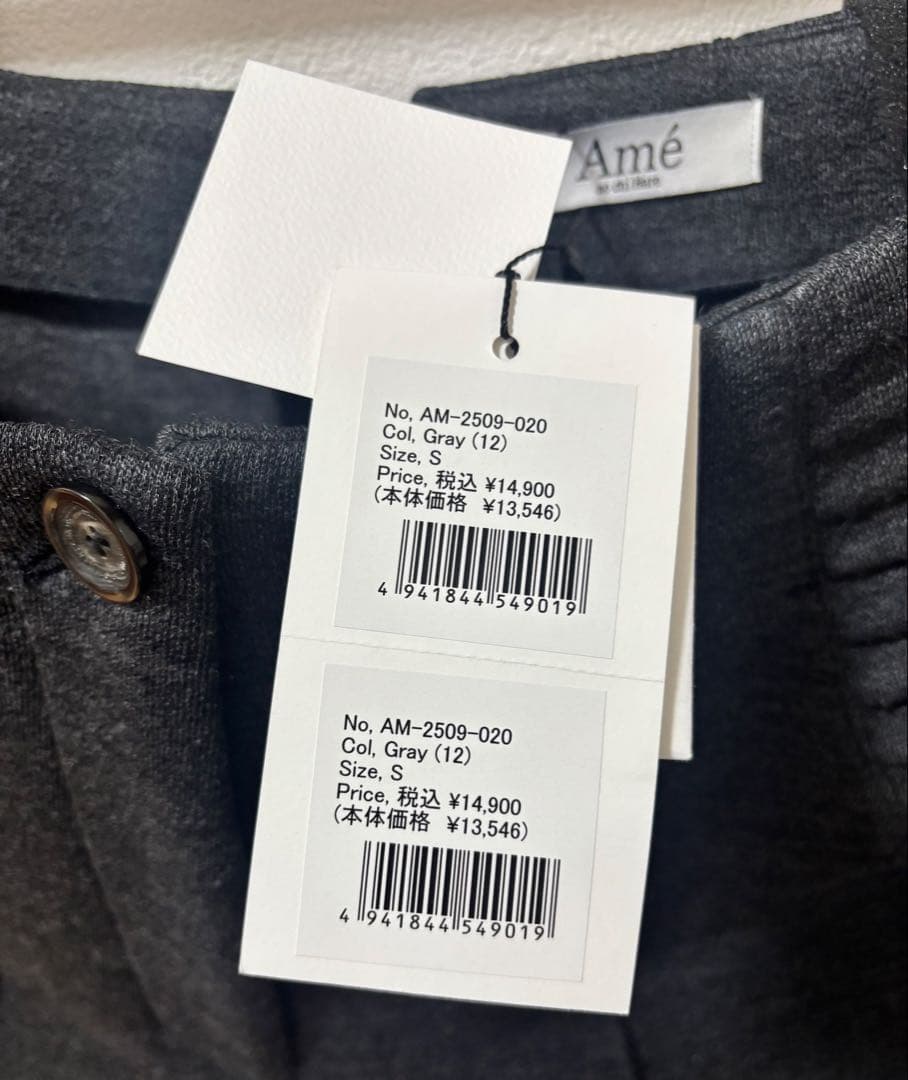 Amé
No, AM-2509-020
Col, Gray (12)
Size, S
Price, 税込 ¥14,900
(本体価格 ¥13,546)
4 941844 549019
No, AM-2509-020
Col, Gray (12)
Size, S
Price, 税込 ¥14,900
(本体価格 ¥13,546)
4 941844 549019